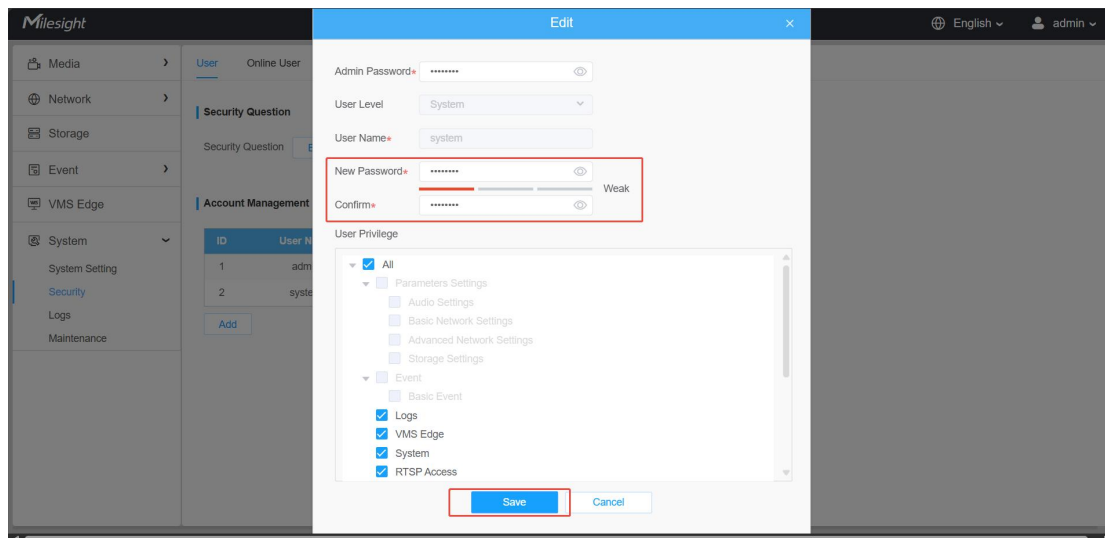 Milesight
Edit
English
admin
Media
Network
Storage
Event
VMS Edge
System
System Setting
Security
Logs
Maintenance
User
Online User
Security Question
Security Question
Account Management
ID
User N
1
adm
2
syste
Add
Admin Password*
••••••••
User Level
System
User Name*
system
New Password*
••••••••
Weak
Confirm*
••••••••
User Privilege
All
Parameters Settings
Audio Settings
Basic Network Settings
Advanced Network Settings
Storage Settings
Event
Basic Event
Logs
VMS Edge
System
RTSP Access
Save
Cancel